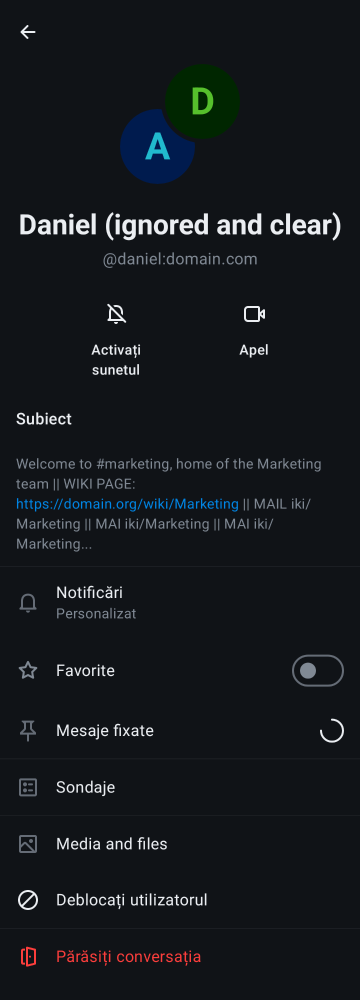 D
A
Daniel (ignored and clear)
@daniel:domain.com
Activați
sunetul
Apel
Subiect
Welcome to #marketing, home of the Marketing
team || WIKI PAGE:
https://domain.org/wiki/Marketing || MAIL iki/
Marketing || MAI iki/Marketing || MAI iki/
Marketing...
Notificări
Personalizat
Favorite
Mesaje fixate
Sondaje
Media and files
Deblocați utilizatorul
Părăsiți conversația